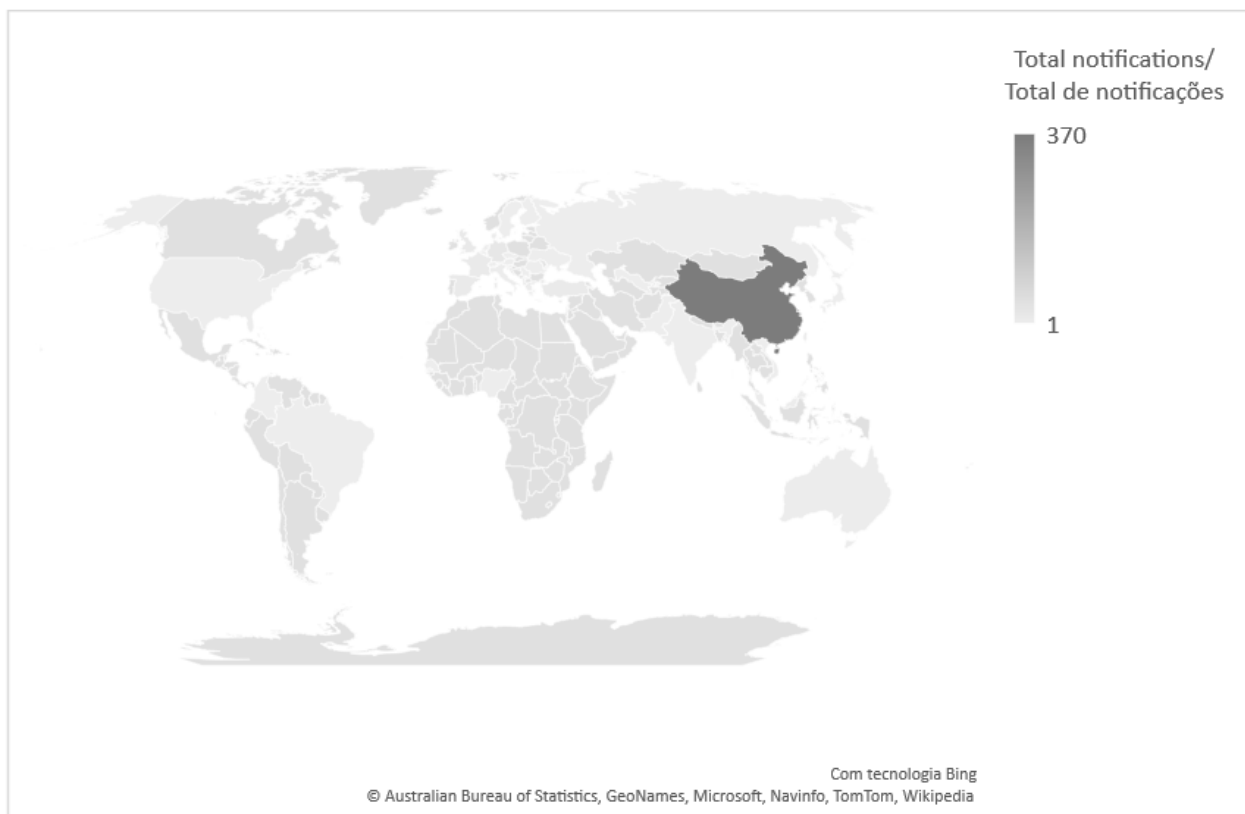 Total notifications/
Total de notificações
370
1
Com tecnologia Bing
© Australian Bureau of Statistics, GeoNames, Microsoft, Navinfo, TomTom, Wikipedia